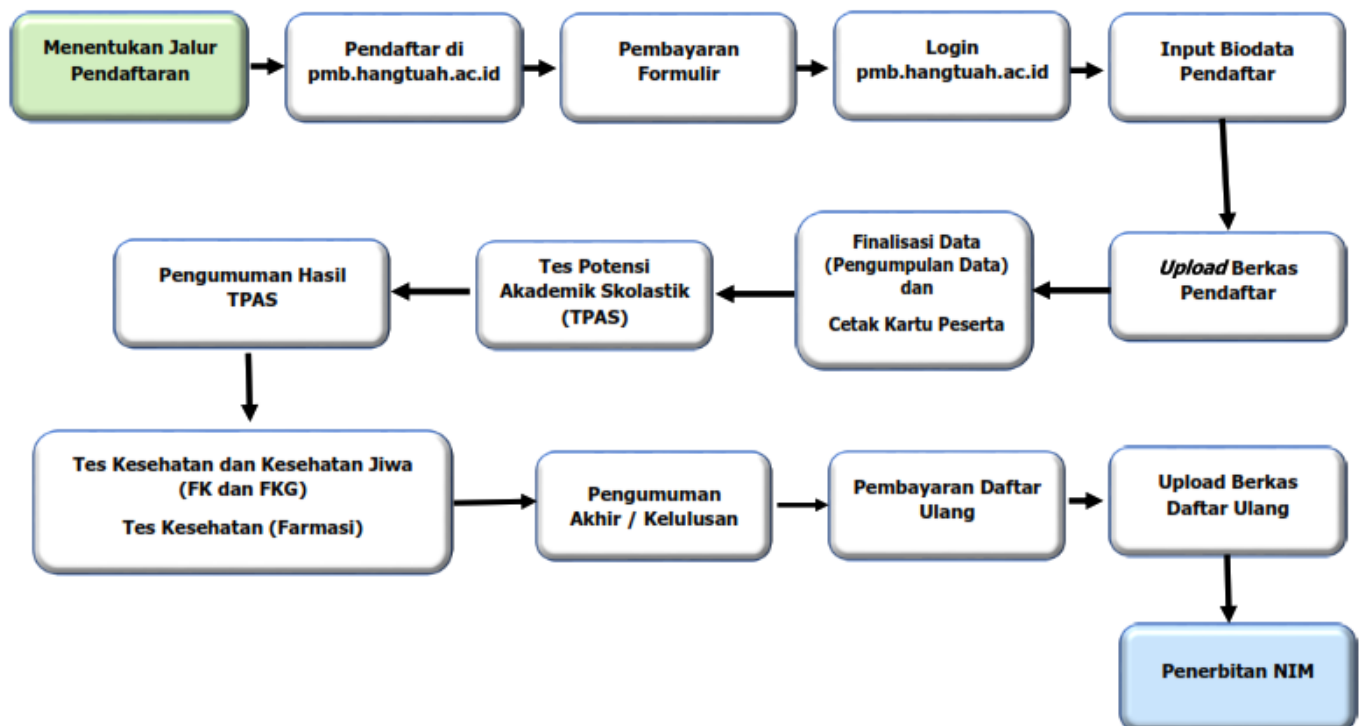 Menentukan Jalur
Pendaftaran
Pendaftar di
pmb.hangtuah.ac.id
Pembayaran
Formulir
Login
pmb.hangtuah.ac.id
Input Biodata
Pendaftar
Upload Berkas
Pendaftar
Finalisasi Data
(Pengumpulan Data)
dan
Cetak Kartu Peserta
Tes Potensi
Akademik Skolastik
(TPAS)
Pengumuman Hasil
TPAS
Tes Kesehatan dan Kesehatan Jiwa
(FK dan FKG)
Tes Kesehatan (Farmasi)
Pengumuman
Akhir / Kelulusan
Pembayaran Daftar
Ulang
Upload Berkas
Daftar Ulang
Penerbitan NIM